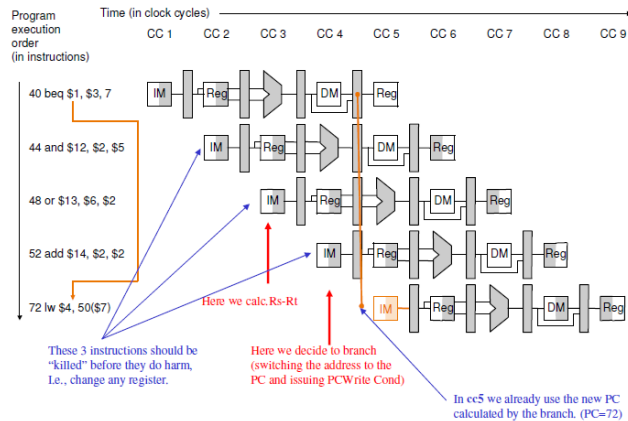 Program
execution
order
(in instructions)
Time (in clock cycles)
CC 1 CC 2 CC 3 CC 4 CC 5 CC 6 CC 7 CC 8 CC 9
40 beq $1, $3, 7
IM Reg DM Reg
44 and $12, $2, $5
IM Reg DM Reg
48 or $13, $6, $2
IM Reg DM Reg
52 add $14, $2, $2
IM Reg DM Reg
72 lw $4, 50($7)
IM Reg DM Reg
Here we calc,Rs-Rt
These 3 instructions should be
“killed” before they do harm,
I.e., change any register.
Here we decide to branch
(switching the address to the
PC and issuing PCWrite Cond)
In cc5 we already use the new PC
calculated by the branch. (PC=72)